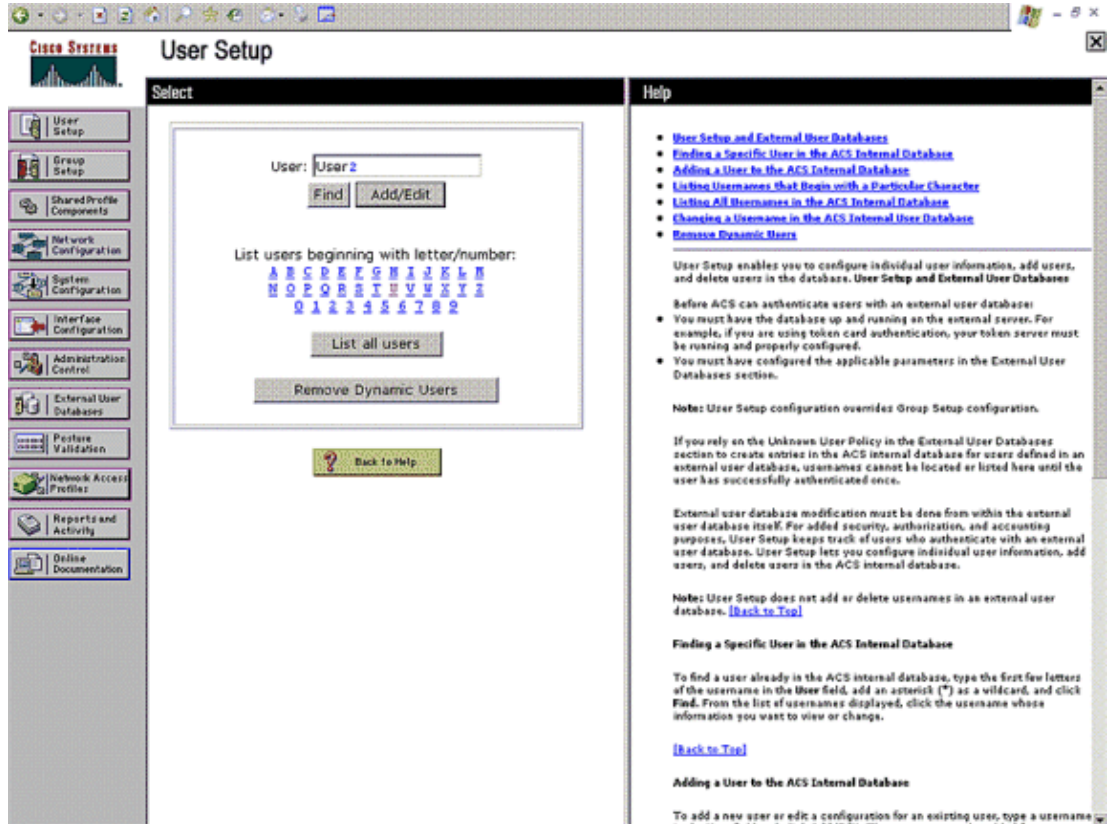 CISCO SYSTEMS
User Setup
User
Setup
Group
Setup
Shared Profile
Components
Network
Configuration
System
Configuration
Interface
Configuration
Administration
Control
External User
Databases
Posture
Validation
Network Access
Profiles
Reports and
Activity
Online
Documentation
Select
User: User2
Find Add/Edit
List users beginning with letter/number:
A B C D E F G H I J K L M
N O P Q R S T U V W X Y Z
0 1 2 3 4 5 6 7 8 9
List all users
Remove Dynamic Users
Back to Help
Help
User Setup and External User Databases
Finding a Specific User in the ACS Internal Database
Adding a User to the ACS Internal Database
Listing Usernames that Begin with a Particular Character
Listing All Usernames in the ACS Internal Database
Changing a Username in the ACS Internal User Database
Remove Dynamic Users
User Setup enables you to configure individual user information, add users,
and delete users in the database. User Setup and External User Databases
Before ACS can authenticate users with an external user database:
You must have the database up and running on the external server. For
example, if you are using token card authentication, your token server must
be running and properly configured.
You must have configured the applicable parameters in the External User
Databases section.
Note: User Setup configuration overrides Group Setup configuration.
If you rely on the Unknown User Policy in the External User Databases
section to create entries in the ACS internal database for users defined in an
external user database, usernames cannot be located or listed here until the
user has successfully authenticated once.
External user database modification must be done from within the external
user database itself. For added security, authorization, and accounting
purposes, User Setup keeps track of users who authenticate with an external
user database. User Setup lets you configure individual user information, add
users, and delete users in the ACS internal database.
Note: User Setup does not add or delete usernames in an external user
database. [Back to Top]
Finding a Specific User in the ACS Internal Database
To find a user already in the ACS internal database, type the first few letters
of the username in the User field, add an asterisk (*) as a wildcard, and click
Find. From the list of usernames displayed, click the username whose
information you want to view or change.
[Back to Top]
Adding a User to the ACS Internal Database
To add a new user or edit a configuration for an existing user, type a username